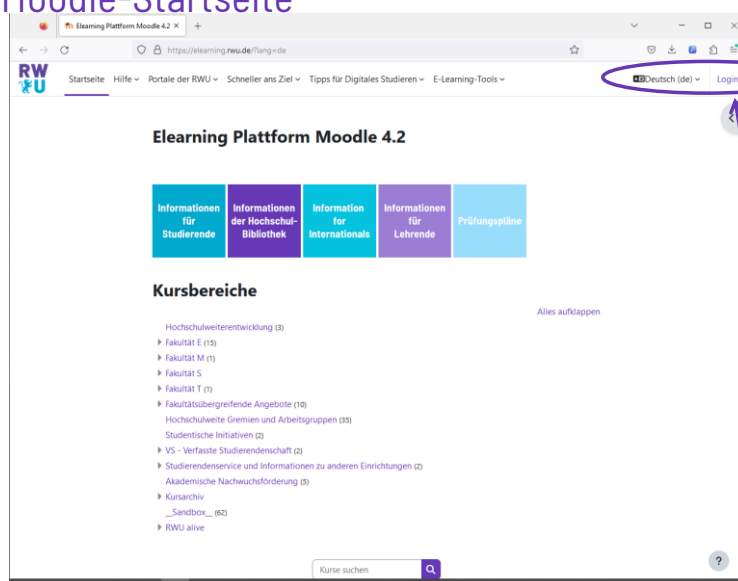 Moodle-Startseite
Elearning Plattform Moodle 4.2
https://elearning.rwu.de/?lang=de
RW
U
Startseite Hilfe Portale der RWU Schneller ans Ziel Tipps für Digitales Studieren E-Learning-Tools Deutsch (de) Login
Elearning Plattform Moodle 4.2
Informationen für Studierende
Informationen der Hochschul-Bibliothek
Information for Internationals
Informationen für Lehrende
Prüfungspläne
Kursbereiche
Alles aufklappen
Hochschulweiterentwicklung (3)
Fakultät E (15)
Fakultät M (1)
Fakultät S
Fakultät T (1)
Fakultätsübergreifende Angebote (10)
Hochschulweite Gremien und Arbeitsgruppen (35)
Studentische Initiativen (2)
VS - Verfasste Studierendenschaft (2)
Studierendenservice und Informationen zu anderen Einrichtungen (2)
Akademische Nachwuchsförderung (5)
Kursarchiv
__Sandbox__ (62)
RWU alive
Kurse suchen
?